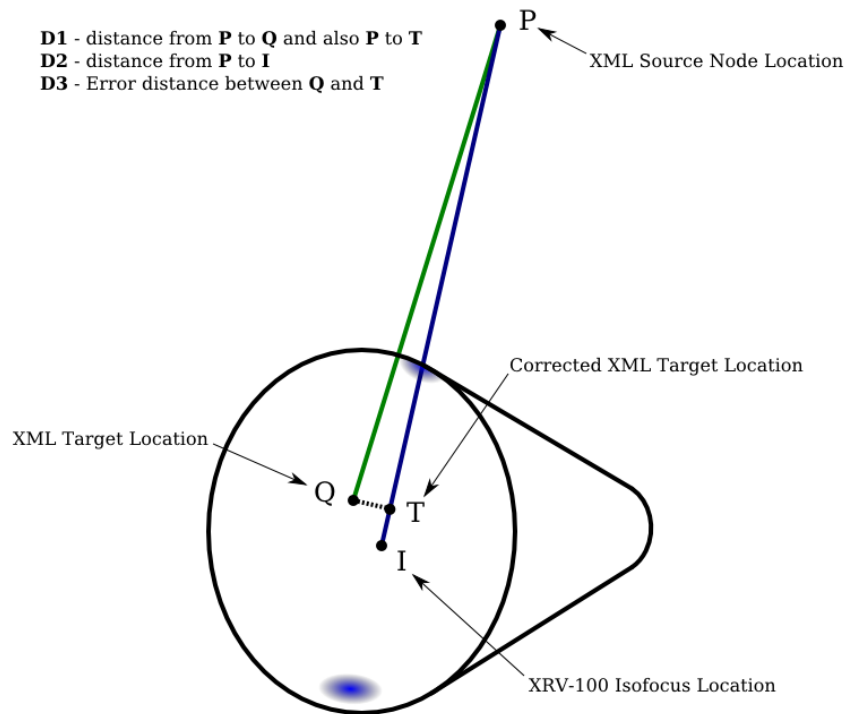 P
D1 - distance from P to Q and also P to T
D2 - distance from P to I
D3 - Error distance between Q and T
XML Source Node Location
Corrected XML Target Location
XML Target Location
Q
T
I
XRV-100 Isofocus Location